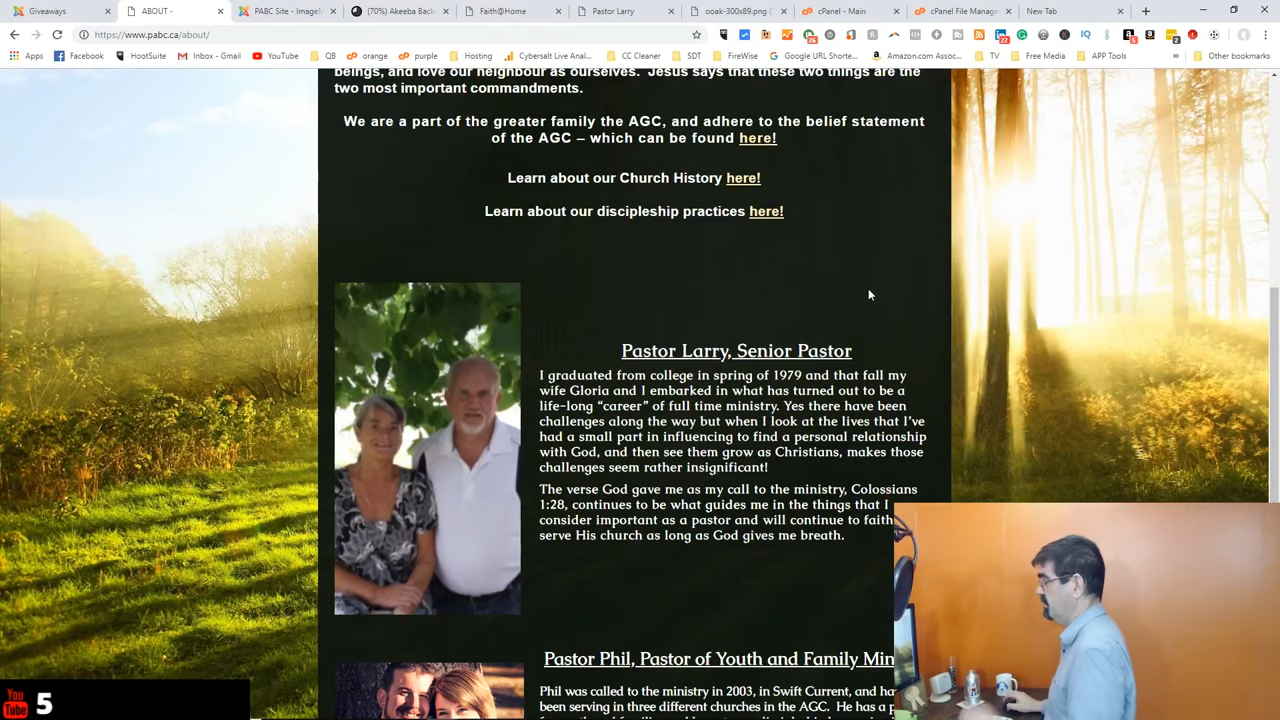 Giveaways
ABOUT -
PABC Site - ImageM
(70%) Akeeba Back
Faith@Home
Pastor Larry
ooak-300x89.png (
cPanel - Main
cPanel File Manage
New Tab
https://www.pabc.ca/about/
Apps
Facebook
HootSuite
Inbox - Gmail
YouTube
QB
orange
purple
Hosting
Cybersalt Live Anal...
CC Cleaner
SDT
FireWise
Google URL Shorte...
Amazon.com Assoc...
TV
Free Media
APP Tools
Other bookmarks
beings, and love our neighbour as ourselves. Jesus says that these two things are the
two most important commandments.
We are a part of the greater family the AGC, and adhere to the belief statement
of the AGC – which can be found here!
Learn about our Church History here!
Learn about our discipleship practices here!
Pastor Larry, Senior Pastor
I graduated from college in spring of 1979 and that fall my
wife Gloria and I embarked in what has turned out to be a
life-long “career” of full time ministry. Yes there have been
challenges along the way but when I look at the lives that I’ve
had a small part in influencing to find a personal relationship
with God, and then see them grow as Christians, makes those
challenges seem rather insignificant!
The verse God gave me as my call to the ministry, Colossians
1:28, continues to be what guides me in the things that I
consider important as a pastor and will continue to faith
serve His church as long as God gives me breath.
Pastor Phil, Pastor of Youth and Family Min
Phil was called to the ministry in 2003, in Swift Current, and ha
been serving in three different churches in the AGC. He has a p
You
Tube
5